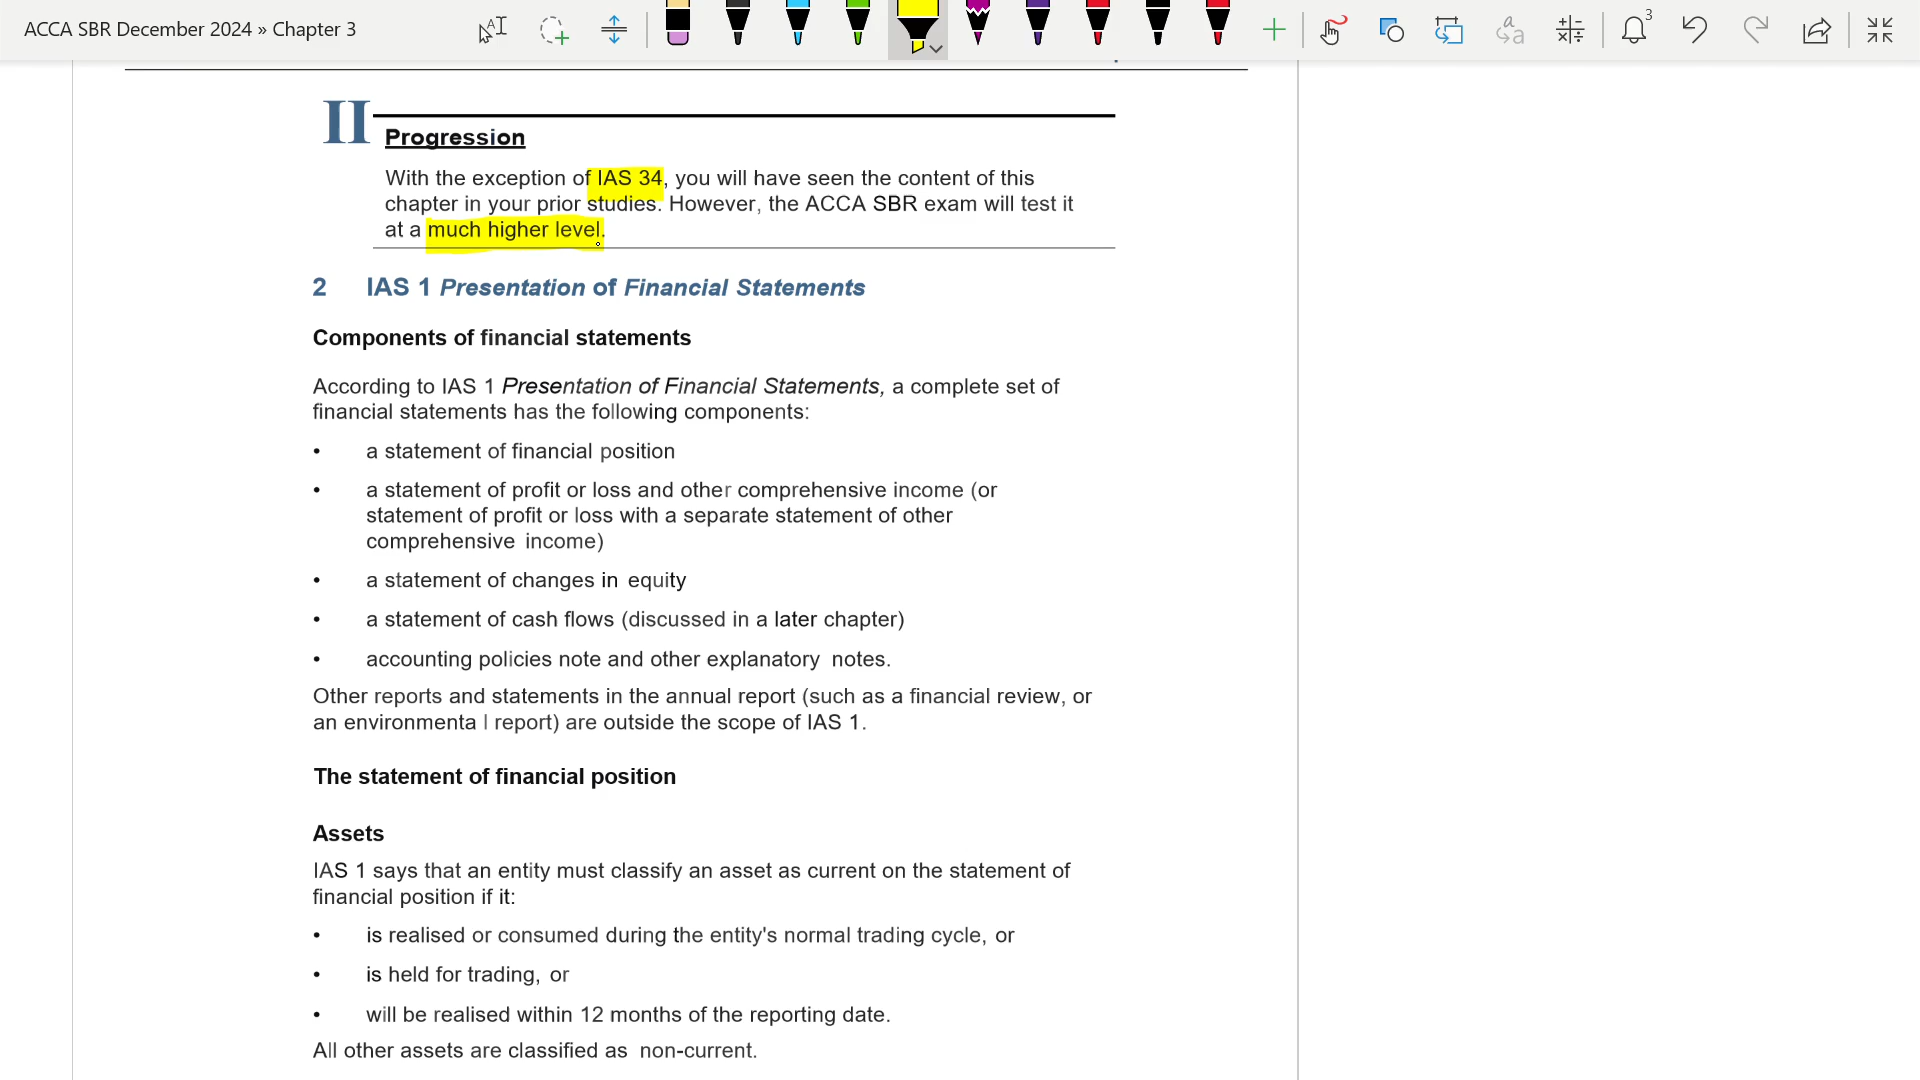 ACCA SBR December 2024 » Chapter 3
3
II
Progression
With the exception of IAS 34, you will have seen the content of this
chapter in your prior studies. However, the ACCA SBR exam will test it
at a much higher level.
2 IAS 1 Presentation of Financial Statements
Components of financial statements
According to IAS 1 Presentation of Financial Statements, a complete set of
financial statements has the following components:
• a statement of financial position
• a statement of profit or loss and other comprehensive income (or
statement of profit or loss with a separate statement of other
comprehensive income)
• a statement of changes in equity
• a statement of cash flows (discussed in a later chapter)
• accounting policies note and other explanatory notes.
Other reports and statements in the annual report (such as a financial review, or
an environmenta l report) are outside the scope of IAS 1.
The statement of financial position
Assets
IAS 1 says that an entity must classify an asset as current on the statement of
financial position if it:
• is realised or consumed during the entity's normal trading cycle, or
• is held for trading, or
• will be realised within 12 months of the reporting date.
All other assets are classified as non-current.